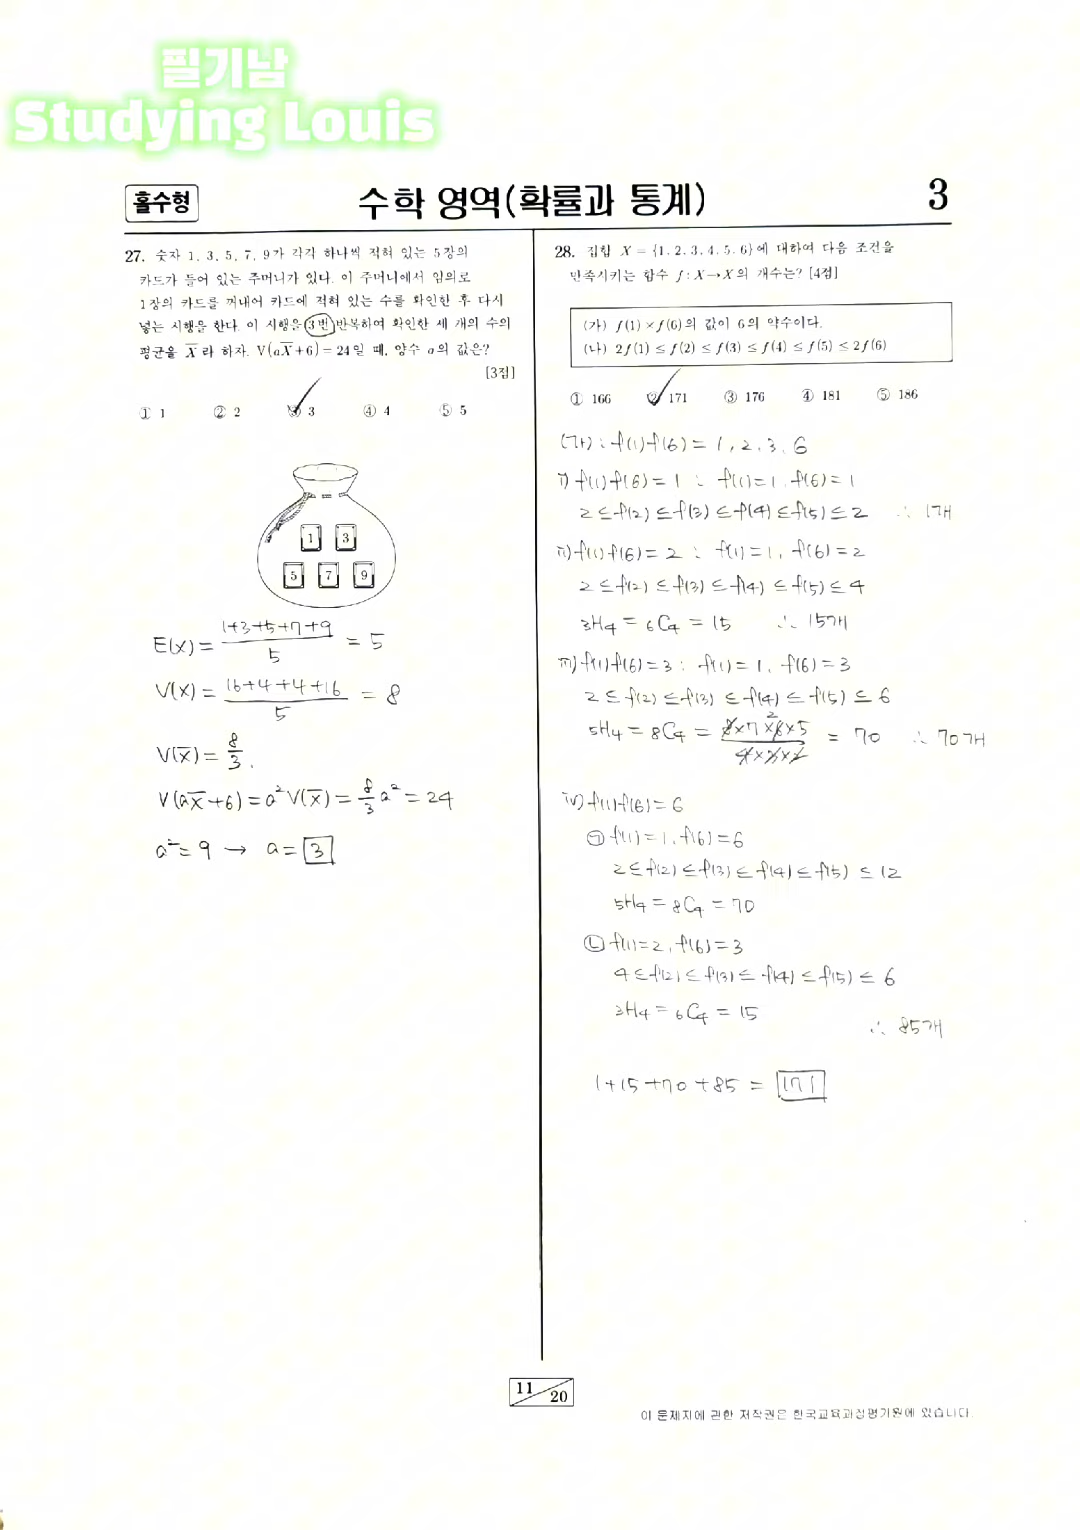 필기남
Studying Louis
홀수형
수학 영역(확률과 통계)
3
27. 숫자 1, 3, 5, 7, 9가 각각 하나씩 적혀 있는 5장의
카드가 들어 있는 주머니가 있다. 이 주머니에서 임의로
1장의 카드를 꺼내어 카드에 적혀 있는 수를 확인한 후 다시
넣는 시행을 한다. 이 시행을 3번 반복하여 확인한 세 개의 수의
평균을 X̅ 라 하자. V(aX̅+6)=24일 때, 양수 a의 값은?
[3점]
① 1 ② 2 ③ 3 ④ 4 ⑤ 5
1 3
5 7 9
E(X) = (1+3+5+7+9)/5 = 5
V(X) = (16+4+4+16)/5 = 8
V(X̅) = 8/3.
V(aX̅+6) = a²V(X̅) = 8/3 a² = 24
a² = 9 → a = 3
28. 집합 X = {1, 2, 3, 4, 5, 6}에 대하여 다음 조건을
만족시키는 함수 f : X→X의 개수는? [4점]
(가) f(1)×f(6)의 값이 6의 약수이다.
(나) 2f(1) ≤ f(2) ≤ f(3) ≤ f(4) ≤ f(5) ≤ 2f(6)
① 166 ② 171 ③ 176 ④ 181 ⑤ 186
(가) : f(1)f(6) = 1, 2, 3, 6
i) f(1)f(6) = 1 : f(1)=1, f(6)=1
2 ≤ f(2) ≤ f(3) ≤ f(4) ≤ f(5) ≤ 2 ∴ 1개
ii) f(1)f(6) = 2 : f(1)=1, f(6)=2
2 ≤ f(2) ≤ f(3) ≤ f(4) ≤ f(5) ≤ 4
3H4 = 6C4 = 15 ∴ 15개
iii) f(1)f(6) = 3 : f(1)=1, f(6)=3
2 ≤ f(2) ≤ f(3) ≤ f(4) ≤ f(5) ≤ 6
5H4 = 8C4 = (8×7×6×5)/(4×3×2) = 70 ∴ 70개
iv) f(1)f(6) = 6
㉠ f(1)=1, f(6)=6
2 ≤ f(2) ≤ f(3) ≤ f(4) ≤ f(5) ≤ 12
5H4 = 8C4 = 70
㉡ f(1)=2, f(6)=3
4 ≤ f(2) ≤ f(3) ≤ f(4) ≤ f(5) ≤ 6
3H4 = 6C4 = 15
∴ 85개
1+15+70+85 = 171
11
20
이 문제지에 관한 저작권은 한국교육과정평가원에 있습니다.